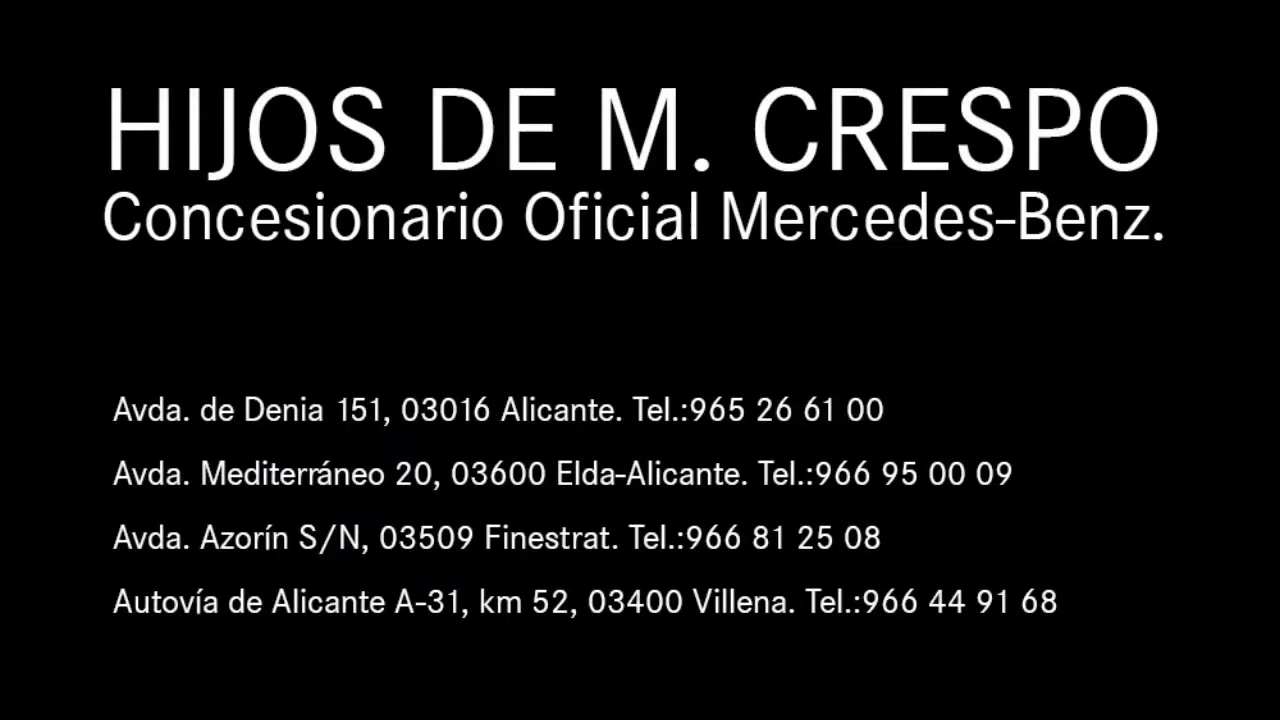 HIJOS DE M. CRESPO
Concesionario Oficial Mercedes-Benz.
Avda. de Denia 151, 03016 Alicante. Tel.:965 26 61 00
Avda. Mediterráneo 20, 03600 Elda-Alicante. Tel.:966 95 00 09
Avda. Azorín S/N, 03509 Finestrat. Tel.:966 81 25 08
Autovía de Alicante A-31, km 52, 03400 Villena. Tel.:966 44 91 68